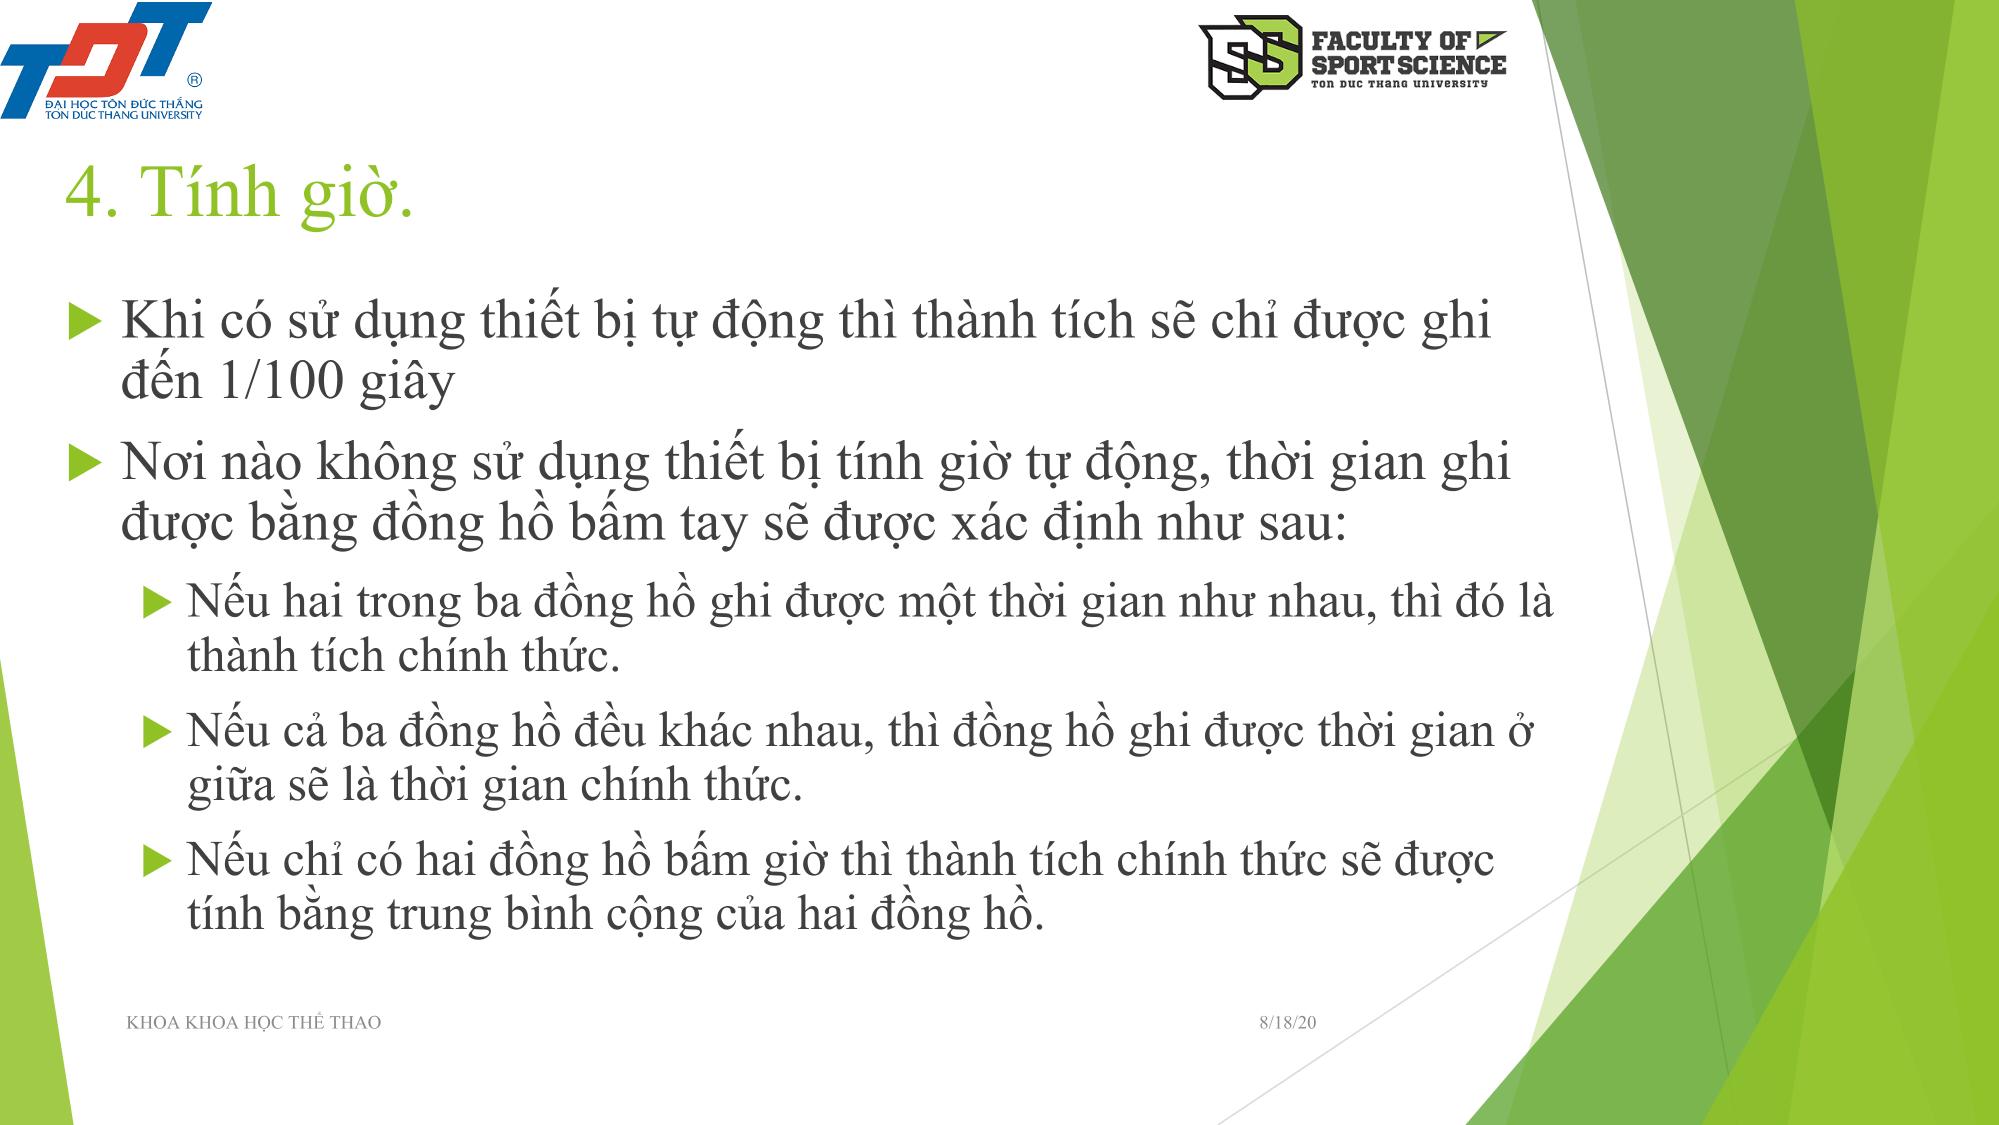 TDT
®
ĐẠI HỌC TÔN ĐỨC THẮNG
TON DUC THANG UNIVERSITY
SS
FACULTY OF
SPORT SCIENCE
TON DUC THANG UNIVERSITY
4. Tính giờ.
Khi có sử dụng thiết bị tự động thì thành tích sẽ chỉ được ghi
đến 1/100 giây
Nơi nào không sử dụng thiết bị tính giờ tự động, thời gian ghi
được bằng đồng hồ bấm tay sẽ được xác định như sau:
Nếu hai trong ba đồng hồ ghi được một thời gian như nhau, thì đó là
thành tích chính thức.
Nếu cả ba đồng hồ đều khác nhau, thì đồng hồ ghi được thời gian ở
giữa sẽ là thời gian chính thức.
Nếu chỉ có hai đồng hồ bấm giờ thì thành tích chính thức sẽ được
tính bằng trung bình cộng của hai đồng hồ.
KHOA KHOA HỌC THỂ THAO
8/18/20